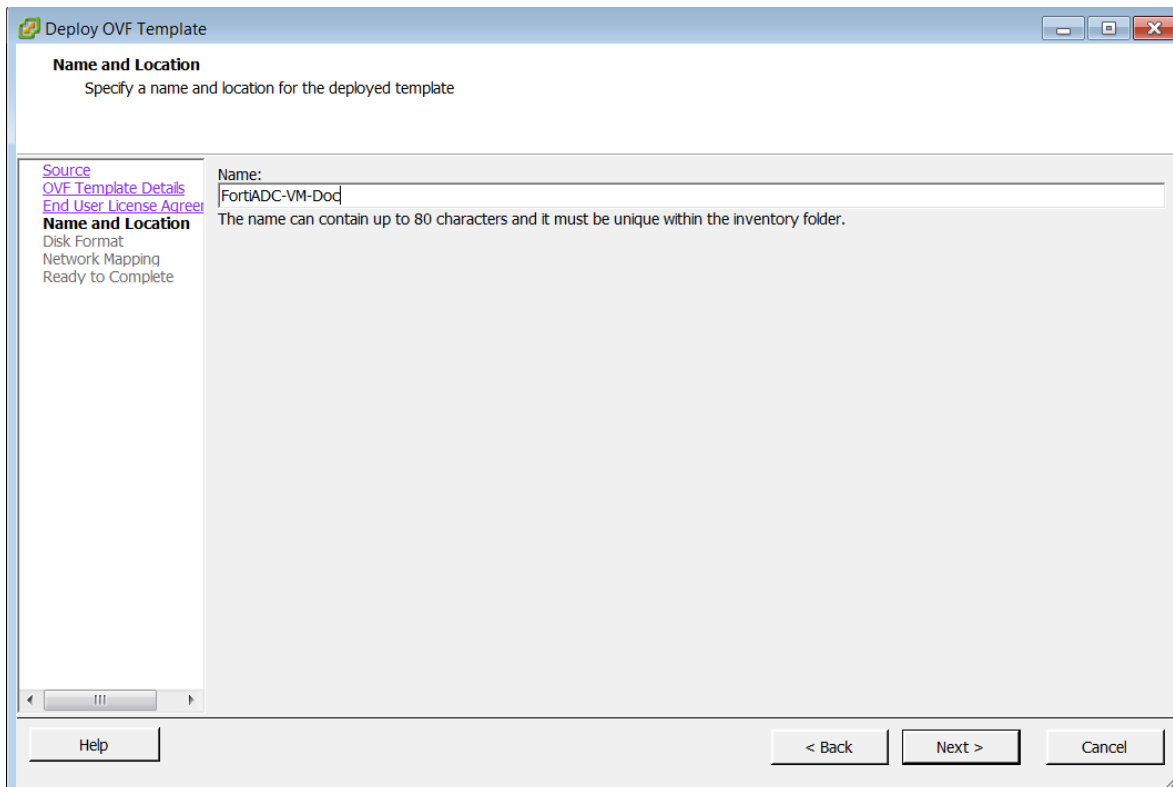 Deploy OVF Template
Name and Location
Specify a name and location for the deployed template
Source
OVF Template Details
End User License Agreer
Name and Location
Disk Format
Network Mapping
Ready to Complete
Name:
FortiADC-VM-Doc
The name can contain up to 80 characters and it must be unique within the inventory folder.
Help
< Back
Next >
Cancel